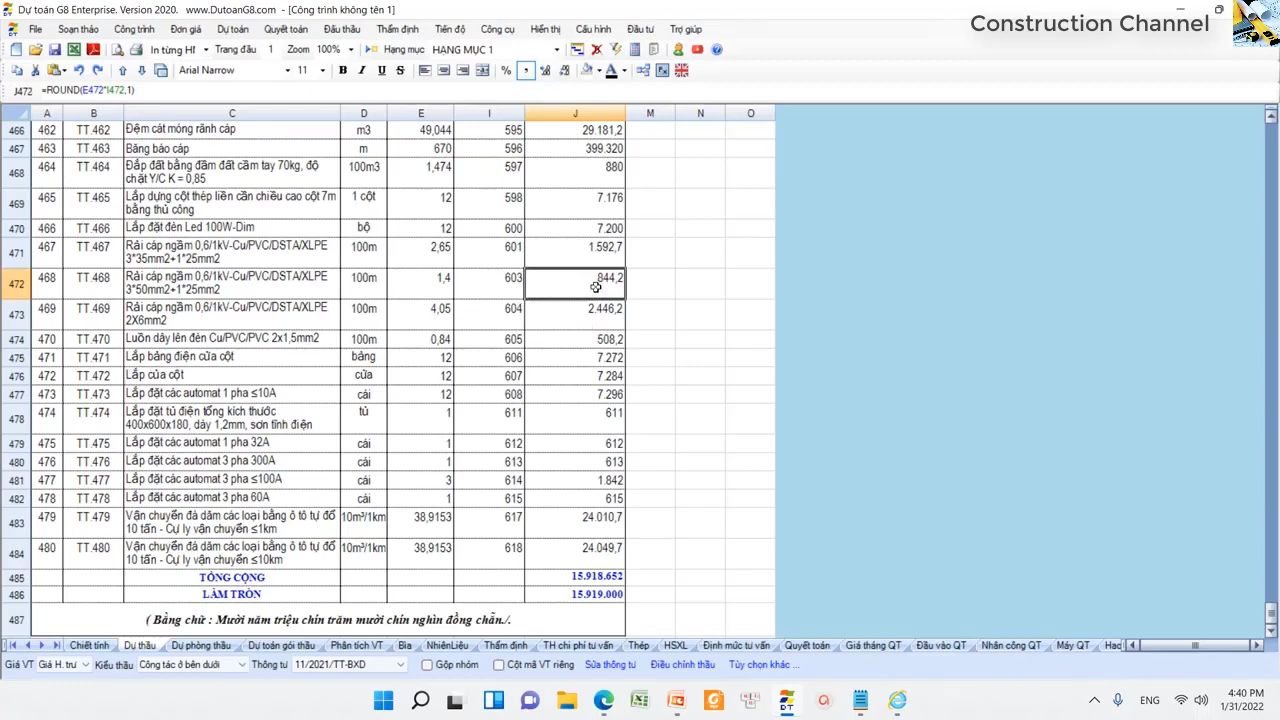 Dự toán G8 Enterprise. Version 2020. www.DutoanG8.com - [Công trình không tên 1]
Construction Channel
File Soạn thảo Công trình Đơn giá Dự toán Quyết toán Đấu thầu Thẩm định Tiến độ Công cụ Hiển thị Cấu hình Đầu tư Trợ giúp
In từng HM Trang đầu 1 Zoom 100% Hạng mục HẠNG MỤC 1
Arial Narrow 11 B I U S %
J472 =ROUND(E472*I472,1)
A B C D E I J M N O
466 462 TT.462 Đệm cát móng rãnh cáp m3 49,044 595 29.181,2
467 463 TT.463 Băng báo cáp m 670 596 399.320
468 464 TT.464 Đắp đất bằng đầm đất cầm tay 70kg, độ 100m3 1,474 597 880
chặt Y/C K = 0,85
469 465 TT.465 Lắp dựng cột thép liền cần chiều cao cột 7m 1 cột 12 598 7.176
bằng thủ công
470 466 TT.466 Lắp đặt đèn Led 100W-Dim bộ 12 600 7.200
471 467 TT.467 Rải cáp ngầm 0,6/1kV-Cu/PVC/DSTA/XLPE 100m 2,65 601 1.592,7
3*35mm2+1*25mm2
472 468 TT.468 Rải cáp ngầm 0,6/1kV-Cu/PVC/DSTA/XLPE 100m 1,4 603 844,2
3*50mm2+1*25mm2
473 469 TT.469 Rải cáp ngầm 0,6/1kV-Cu/PVC/DSTA/XLPE 100m 4,05 604 2.446,2
2X6mm2
474 470 TT.470 Luồn dây lên đèn Cu/PVC/PVC 2x1,5mm2 100m 0,84 605 508,2
475 471 TT.471 Lắp bảng điện cửa cột bảng 12 606 7.272
476 472 TT.472 Lắp cửa cột cửa 12 607 7.284
477 473 TT.473 Lắp đặt các automat 1 pha ≤10A cái 12 608 7.296
478 474 TT.474 Lắp đặt tủ điện tổng kích thước tủ 1 611 611
400x600x180, dày 1,2mm, sơn tĩnh điện
479 475 TT.475 Lắp đặt các automat 1 pha 32A cái 1 612 612
480 476 TT.476 Lắp đặt các automat 3 pha 300A cái 1 613 613
481 477 TT.477 Lắp đặt các automat 3 pha ≤100A cái 3 614 1.842
482 478 TT.478 Lắp đặt các automat 3 pha 60A cái 1 615 615
483 479 TT.479 Vận chuyển đá dăm các loại bằng ô tô tự đổ 10m³/1km 38,9153 617 24.010,7
10 tấn - Cự ly vận chuyển ≤1km
484 480 TT.480 Vận chuyển đá dăm các loại bằng ô tô tự đổ 10m³/1km 38,9153 618 24.049,7
10 tấn - Cự ly vận chuyển ≤10km
485 TỔNG CỘNG 15.918.652
486 LÀM TRÒN 15.919.000
487 ( Bằng chữ : Mười năm triệu chín trăm mười chín nghìn đồng chẵn./.
Chiết tính Dự thầu Dự phòng thầu Dự toán gói thầu Phân tích VT Bìa NhiênLiệu Thẩm định TH chi phí tư vấn Thép HSXL Định mức tư vấn Quyết toán Giá tháng QT Đầu vào QT Nhân công QT Máy QT Hao
Giá VT Giá H. trư Kiểu thầu Công tác ở bên dưới Thông tư 11/2021/TT-BXD Gộp nhóm Cột mã VT riêng Sửa thông tư Điều chỉnh thầu Tùy chọn khác ...
ENG 4:40 PM
1/31/2022